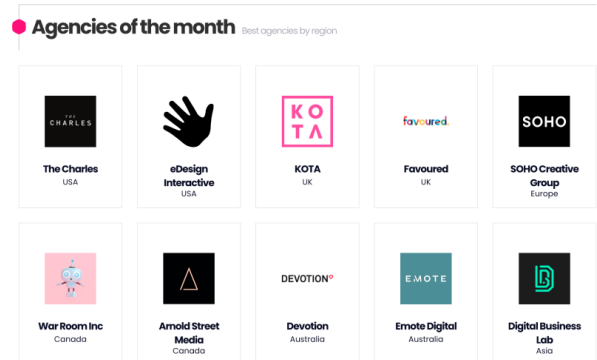 Agencies of the month Best agencies by region
THE
CHARLES
KO
TA
favoured.
SOHO
The Charles
USA
eDesign
Interactive
USA
KOTA
UK
Favoured
UK
SOHO Creative
Group
Europe
DEVOTION
EMOTE
War Room Inc
Canada
Arnold Street
Media
Canada
Devotion
Australia
Emote Digital
Australia
Digital Business
Lab
Asia